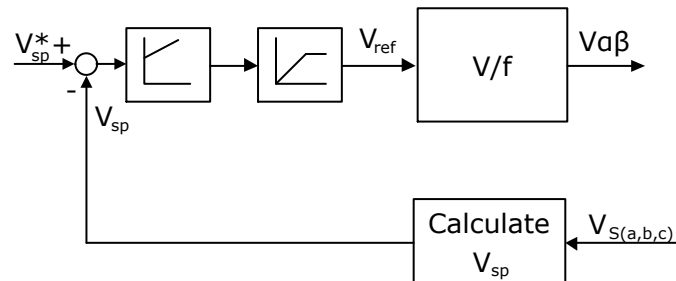 V*sp +
-
Vsp
Vref
V/f
Vαβ
Calculate
Vsp
VS(a,b,c)